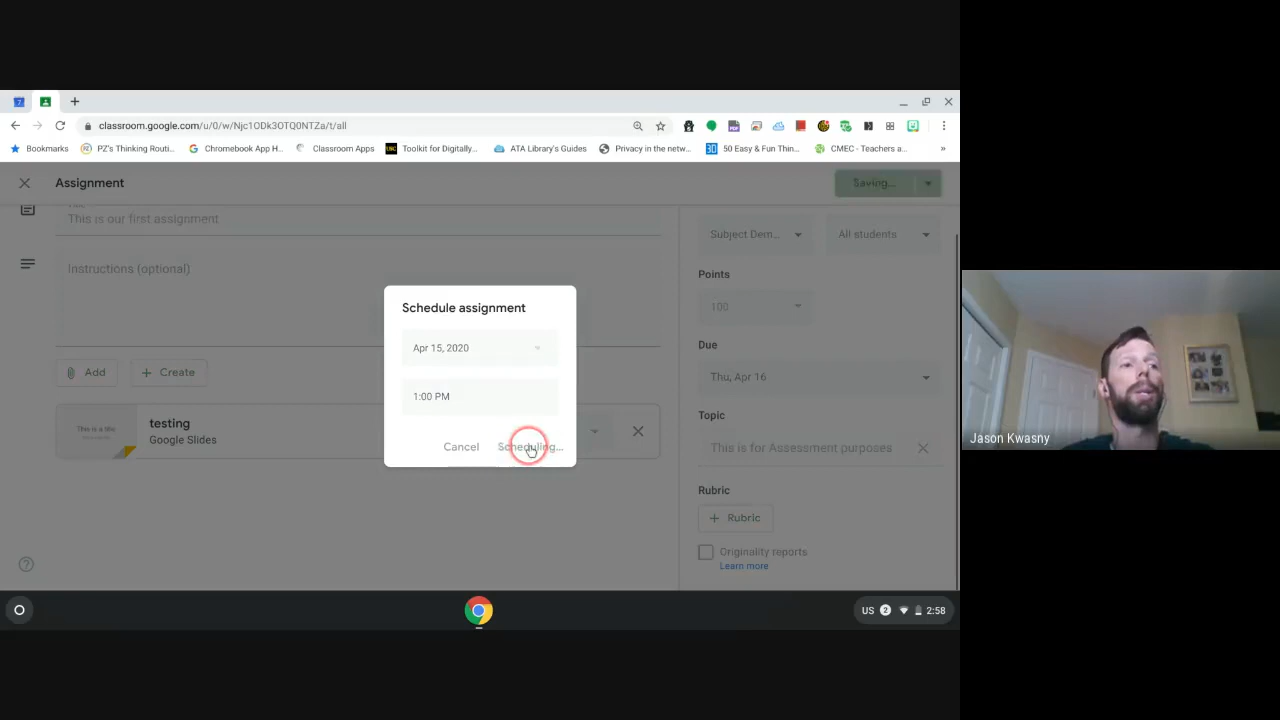 classroom.google.com/u/0/w/Njc1ODk3OTQ0NTZa/t/all
Bookmarks
PZ's Thinking Routi...
Chromebook App H...
Classroom Apps
Toolkit for Digitally...
ATA Library's Guides
Privacy in the netw...
50 Easy & Fun Thin...
CMEC - Teachers a...
»
Assignment
Saving...
This is our first assignment
Subject Dem...
All students
Instructions (optional)
Points
100
Schedule assignment
Apr 15, 2020
Due
Add
Create
Thu, Apr 16
1:00 PM
Topic
testing
Google Slides
This is for Assessment purposes
Cancel
Scheduling...
Rubric
Rubric
Originality reports
Learn more
Jason Kwasny
US
2
2:58